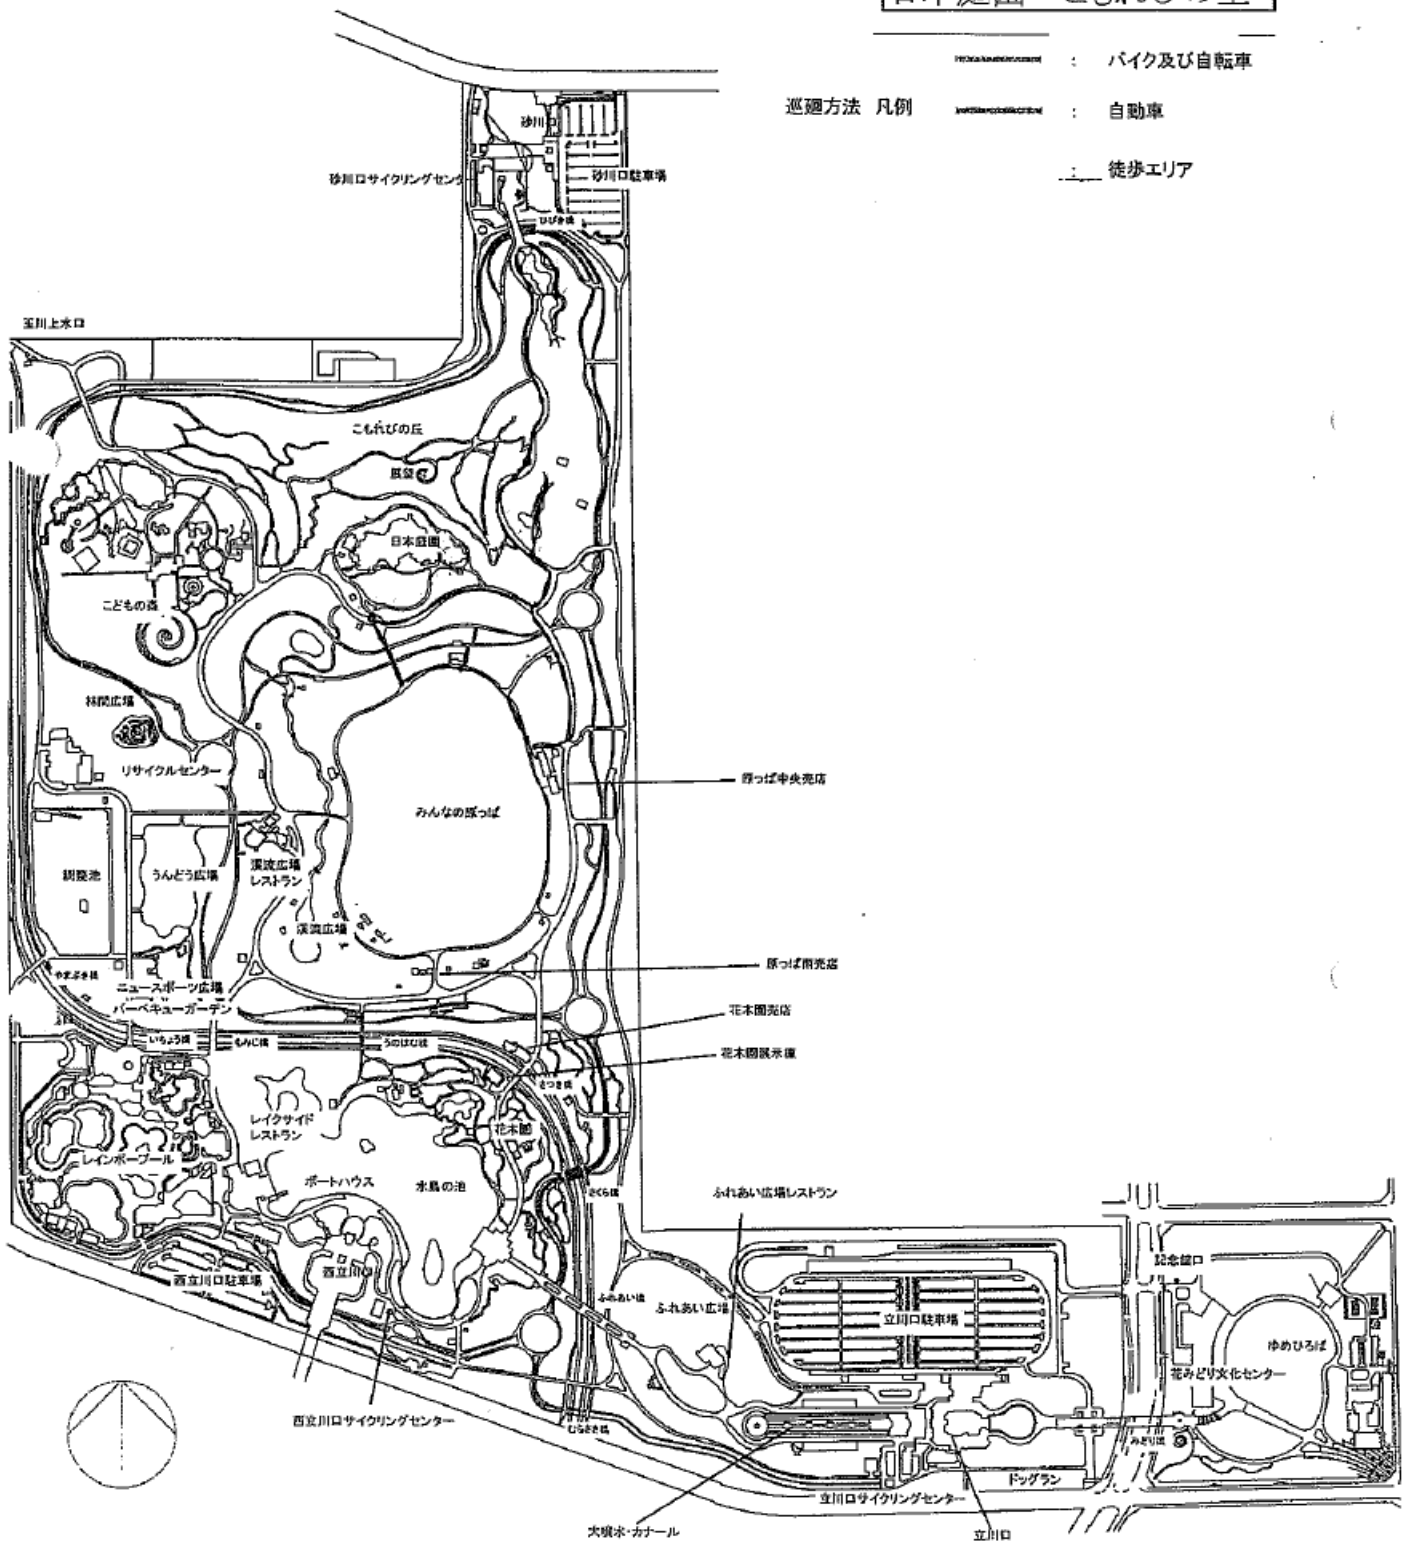 バイク及び自転車
巡廻方法 凡例
自動車
徒歩エリア
砂川口
砂川口サイクリングセンタ
砂川口駐車場
ひびき橋
玉川上水口
こもれびの丘
日本庭園
こどもの森
林間広場
リサイクルセンター
原っぱ中央売店
みんなの原っぱ
調整池
うんどう広場
渓流広場
レストラン
渓流広場
原っぱ南売店
やまぶき橋
ニュースポーツ広場
バーベキューガーデン
花木園売店
いちょう橋
もみじ橋
花木園展示棟
さつき橋
レイクサイド
レストラン
花木園
レインボープール
ボートハウス
水鳥の池
さくら橋
ふれあい広場レストラン
西立川口駐車場
西立川口
記念館口
ふれあい橋
ふれあい広場
立川口駐車場
ゆめひろば
花みどり文化センター
西立川口サイクリングセンター
むらさき橋
みどり橋
ドッグラン
立川口サイクリングセンター
大噴水・カナール
立川口